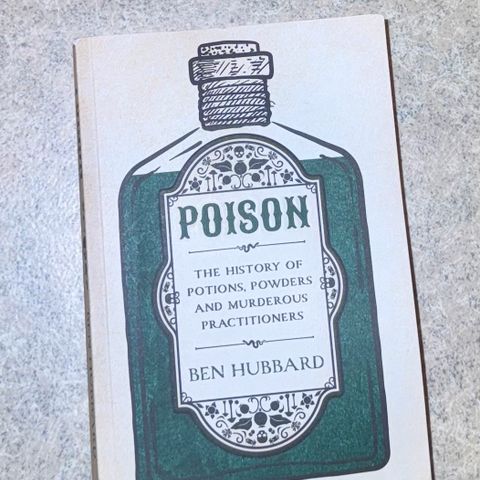 POISON
THE HISTORY OF
POTIONS, POWDERS
AND MURDEROUS
PRACTITIONERS
BEN HUBBARD